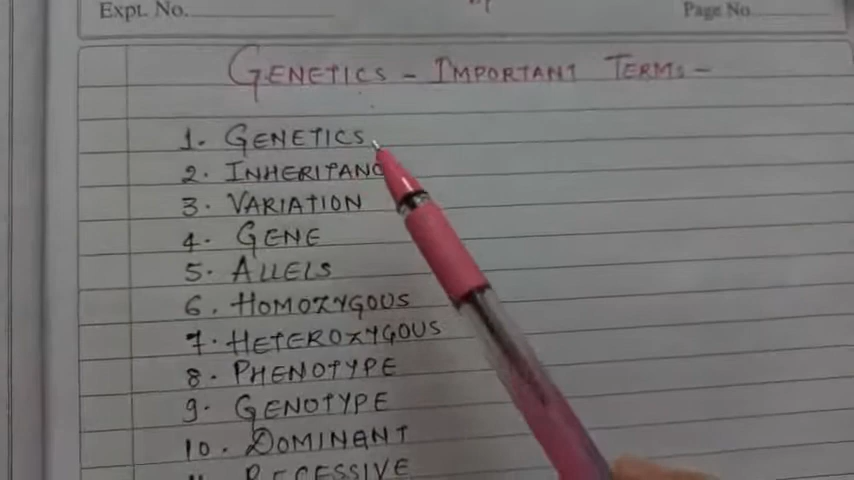 Expt. No.
Page No.
GENETICS - IMPORTANT TERMS -
1. GENETICS
2. INHERITANC
3. VARIATION
4. GENE
5. ALLELS
6. HOMOZYGOUS
7. HETEROZYGOUS
8. PHENOTYPE
9. GENOTYPE
10. DOMINANT
11. RECESSIVE